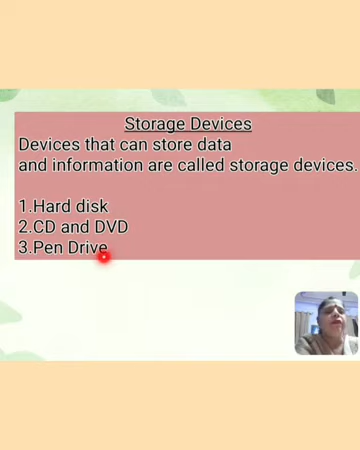 Storage Devices
Devices that can store data
and information are called storage devices.
1.Hard disk
2.CD and DVD
3.Pen Drive